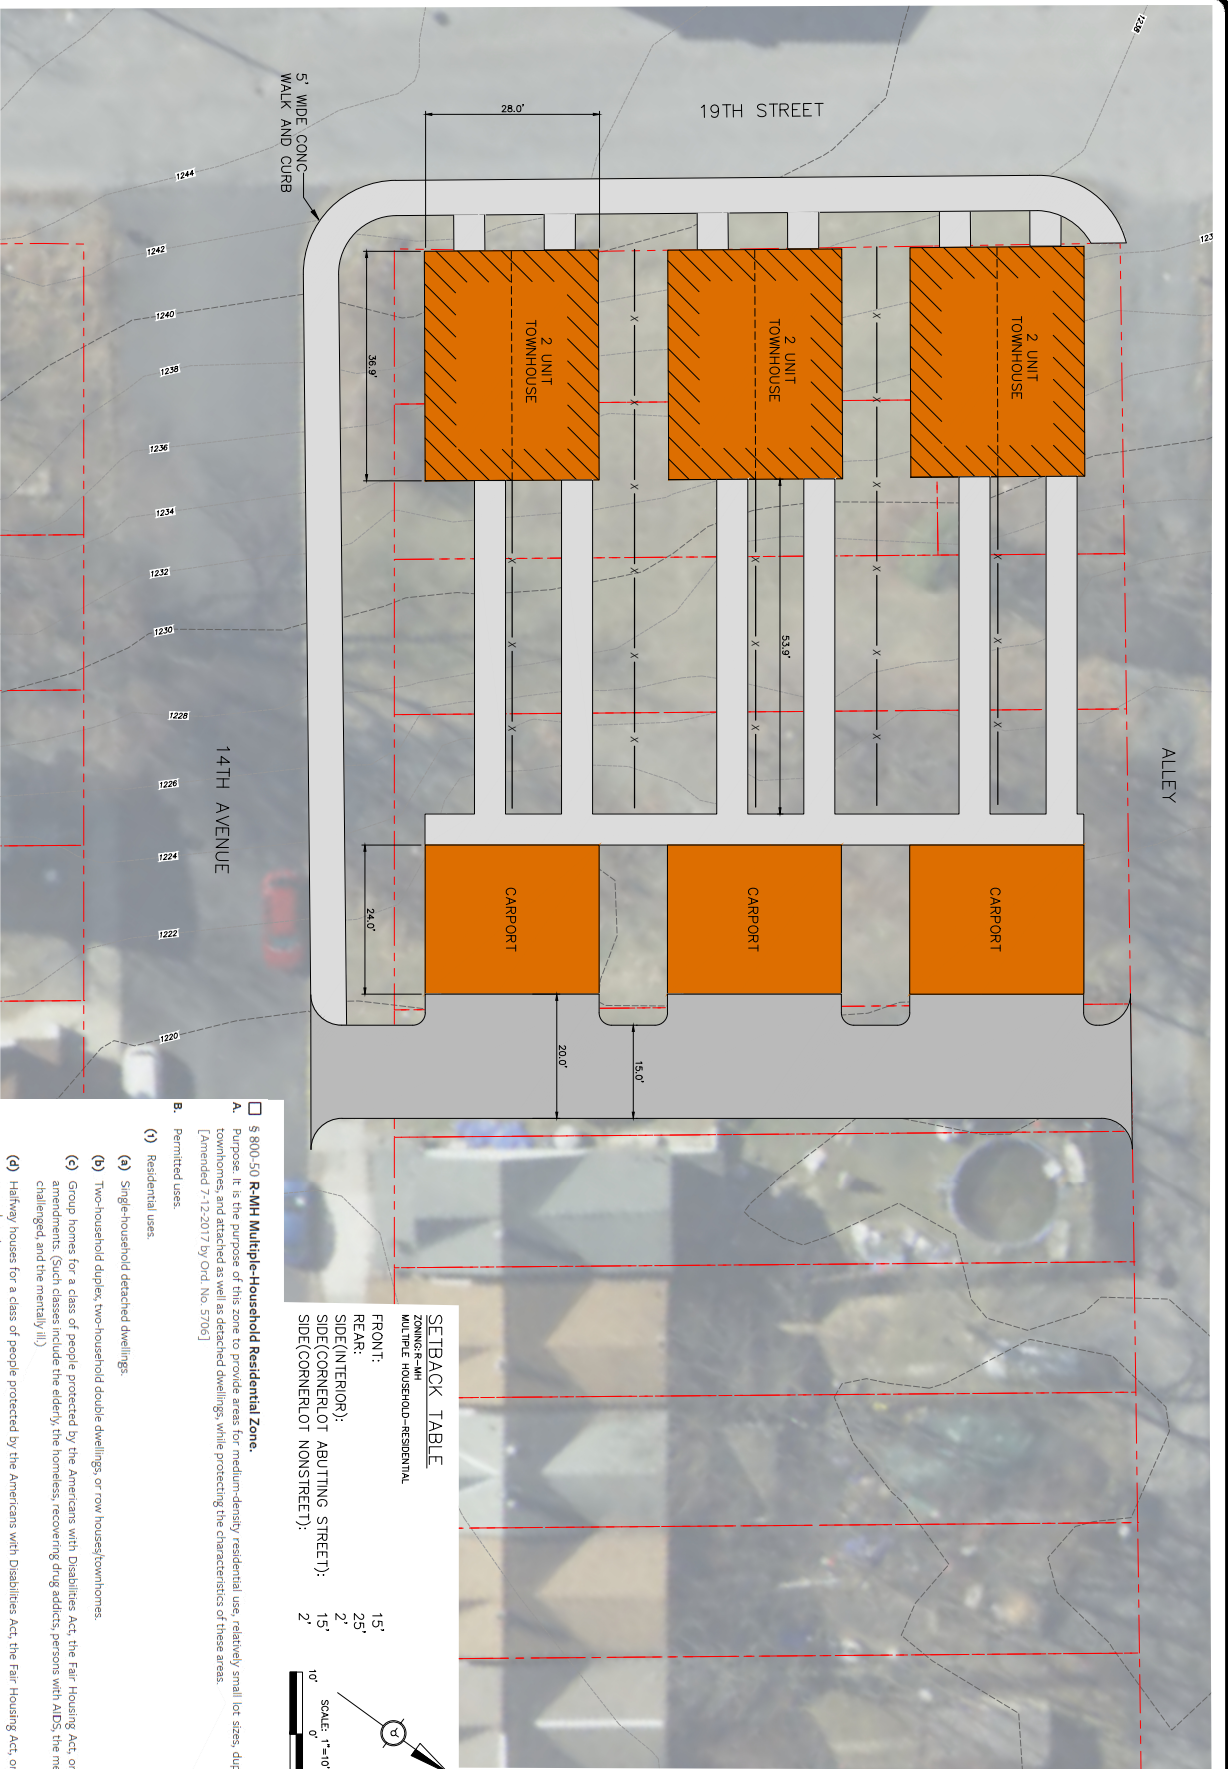 1238
19TH STREET
28.0'
5' WIDE CONC
WALK AND CURB
1244
1242
1240
1238
1236
1234
1232
1230
1228
1226
1224
1222
1220
36.9'
2 UNIT
TOWNHOUSE
2 UNIT
TOWNHOUSE
2 UNIT
TOWNHOUSE
X X X X X X
X X X X X X
X X X
X X X
X X X
53.9'
ALLEY
14TH AVENUE
24.0'
CARPORT
CARPORT
CARPORT
20.0'
15.0'
§ 800-50 R-MH Multiple-Household Residential Zone.
A. Purpose. It is the purpose of this zone to provide areas for medium-density residential use, relatively small lot sizes, dup
townhomes, and attached as well as detached dwellings, while protecting the characteristics of these areas.
[Amended 7-12-2017 by Ord. No. 5706]
B. Permitted uses.
(1) Residential uses.
(a) Single-household detached dwellings.
(b) Two-household duplex, two-household double dwellings, or row houses/townhomes.
(c) Group homes for a class of people protected by the Americans with Disabilities Act, the Fair Housing Act, or
amendments. (Such classes include the elderly, the homeless, recovering drug addicts, persons with AIDS, the me
challenged, and the mentally ill.)
(d) Halfway houses for a class of people protected by the Americans with Disabilities Act, the Fair Housing Act, or
SETBACK TABLE
ZONING:R-MH
MULTIPLE HOUSEHOLD-RESIDENTIAL
FRONT: 15'
REAR: 25'
SIDE(INTERIOR): 2'
SIDE(CORNERLOT ABUTTING STREET): 15'
SIDE(CORNERLOT NONSTREET): 2'
10' 0'
SCALE: 1"=10'